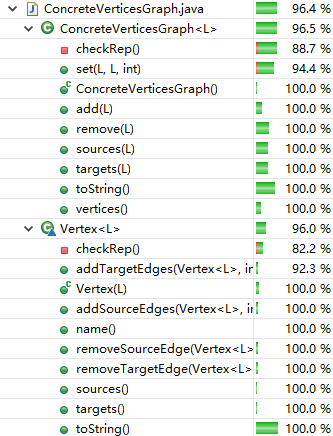 ConcreteVerticesGraph.java 96.4 %
ConcreteVerticesGraph<L> 96.5 %
checkRep() 88.7 %
set(L, L, int) 94.4 %
ConcreteVerticesGraph() 100.0 %
add(L) 100.0 %
remove(L) 100.0 %
sources(L) 100.0 %
targets(L) 100.0 %
toString() 100.0 %
vertices() 100.0 %
Vertex<L> 96.0 %
checkRep() 82.2 %
addTargetEdges(Vertex<L>, in 92.3 %
Vertex(L) 100.0 %
addSourceEdges(Vertex<L>, in 100.0 %
name() 100.0 %
removeSourceEdge(Vertex<L> 100.0 %
removeTargetEdge(Vertex<L> 100.0 %
sources() 100.0 %
targets() 100.0 %
toString() 100.0 %